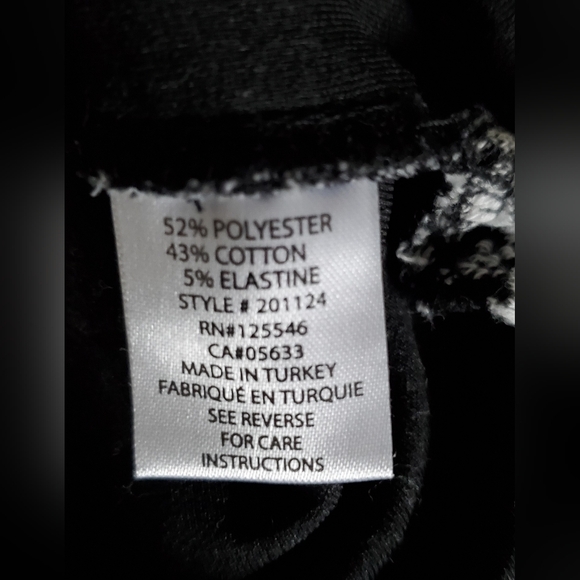 52% POLYESTER
43% COTTON
5% ELASTINE
STYLE # 201124
RN#125546
CA#05633
MADE IN TURKEY
FABRIQUÉ EN TURQUIE
SEE REVERSE
FOR CARE
INSTRUCTIONS